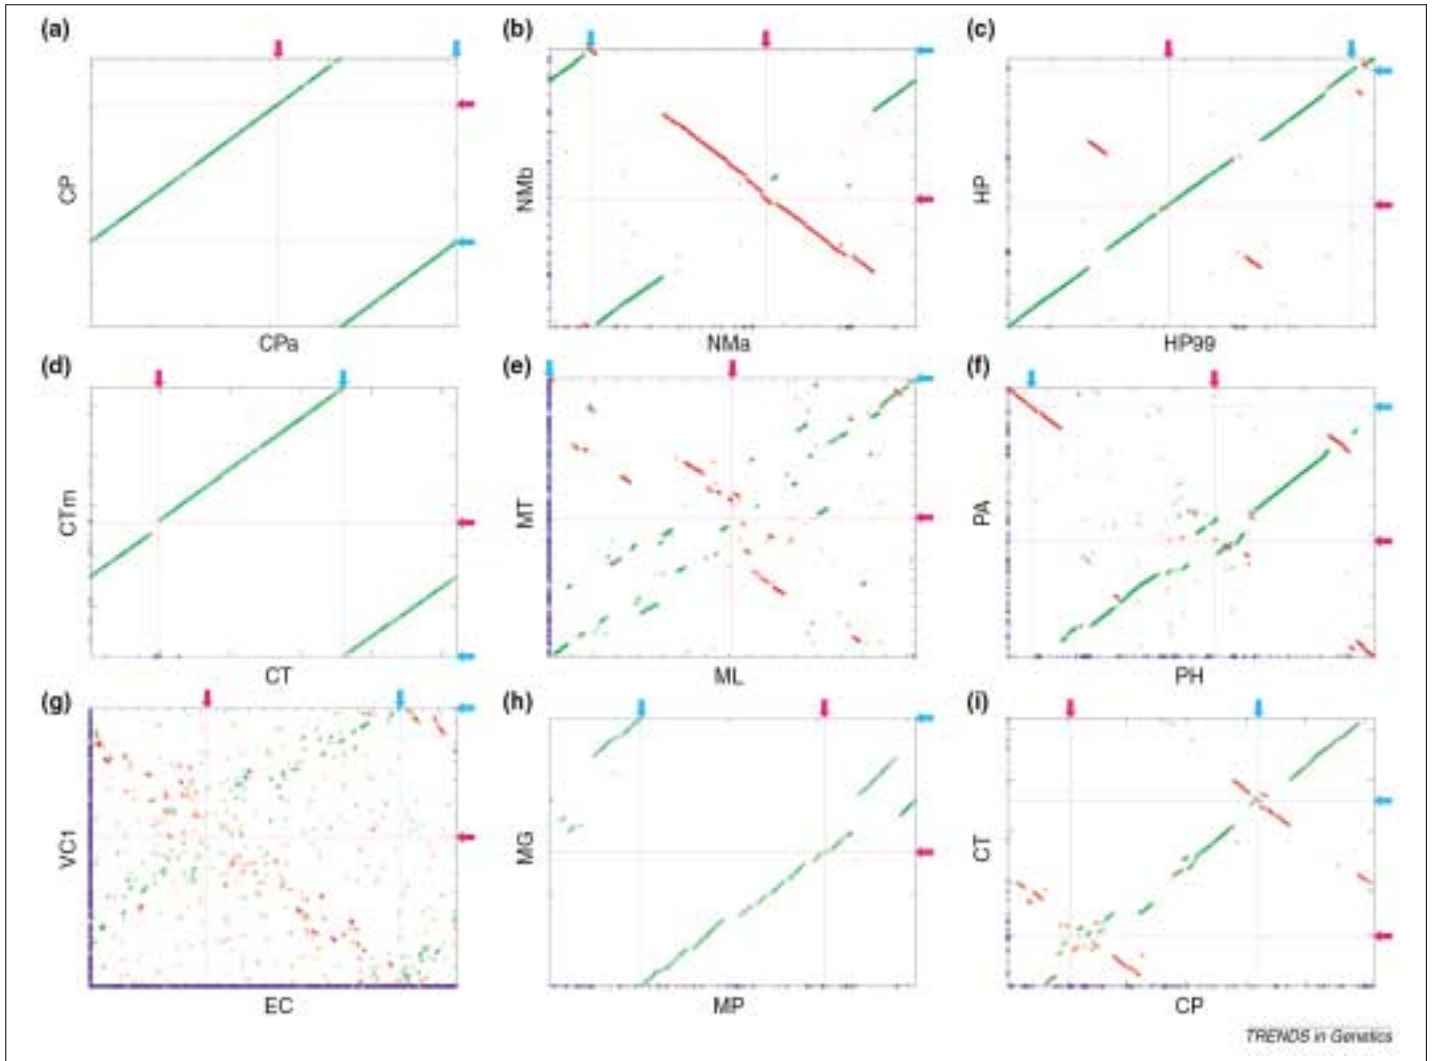 (a)
(b)
(c)
CP
NMb
HP
CPa
NMa
HP99
(d)
(e)
(f)
CTm
MT
PA
CT
ML
PH
(g)
(h)
(i)
VC1
MG
CT
EC
MP
CP
TRENDS in Genetics